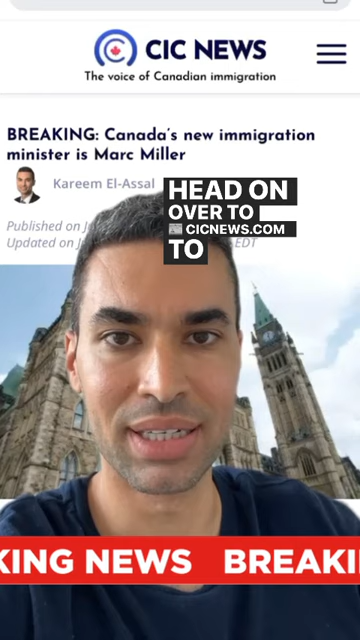 CIC NEWS
The voice of Canadian immigration
BREAKING: Canada's new immigration
minister is Marc Miller
Kareem El-Assal
HEAD ON
OVER TO
CICNEWS.COM
TO
Published on
Updated on
EDT
KING NEWS BREAKI